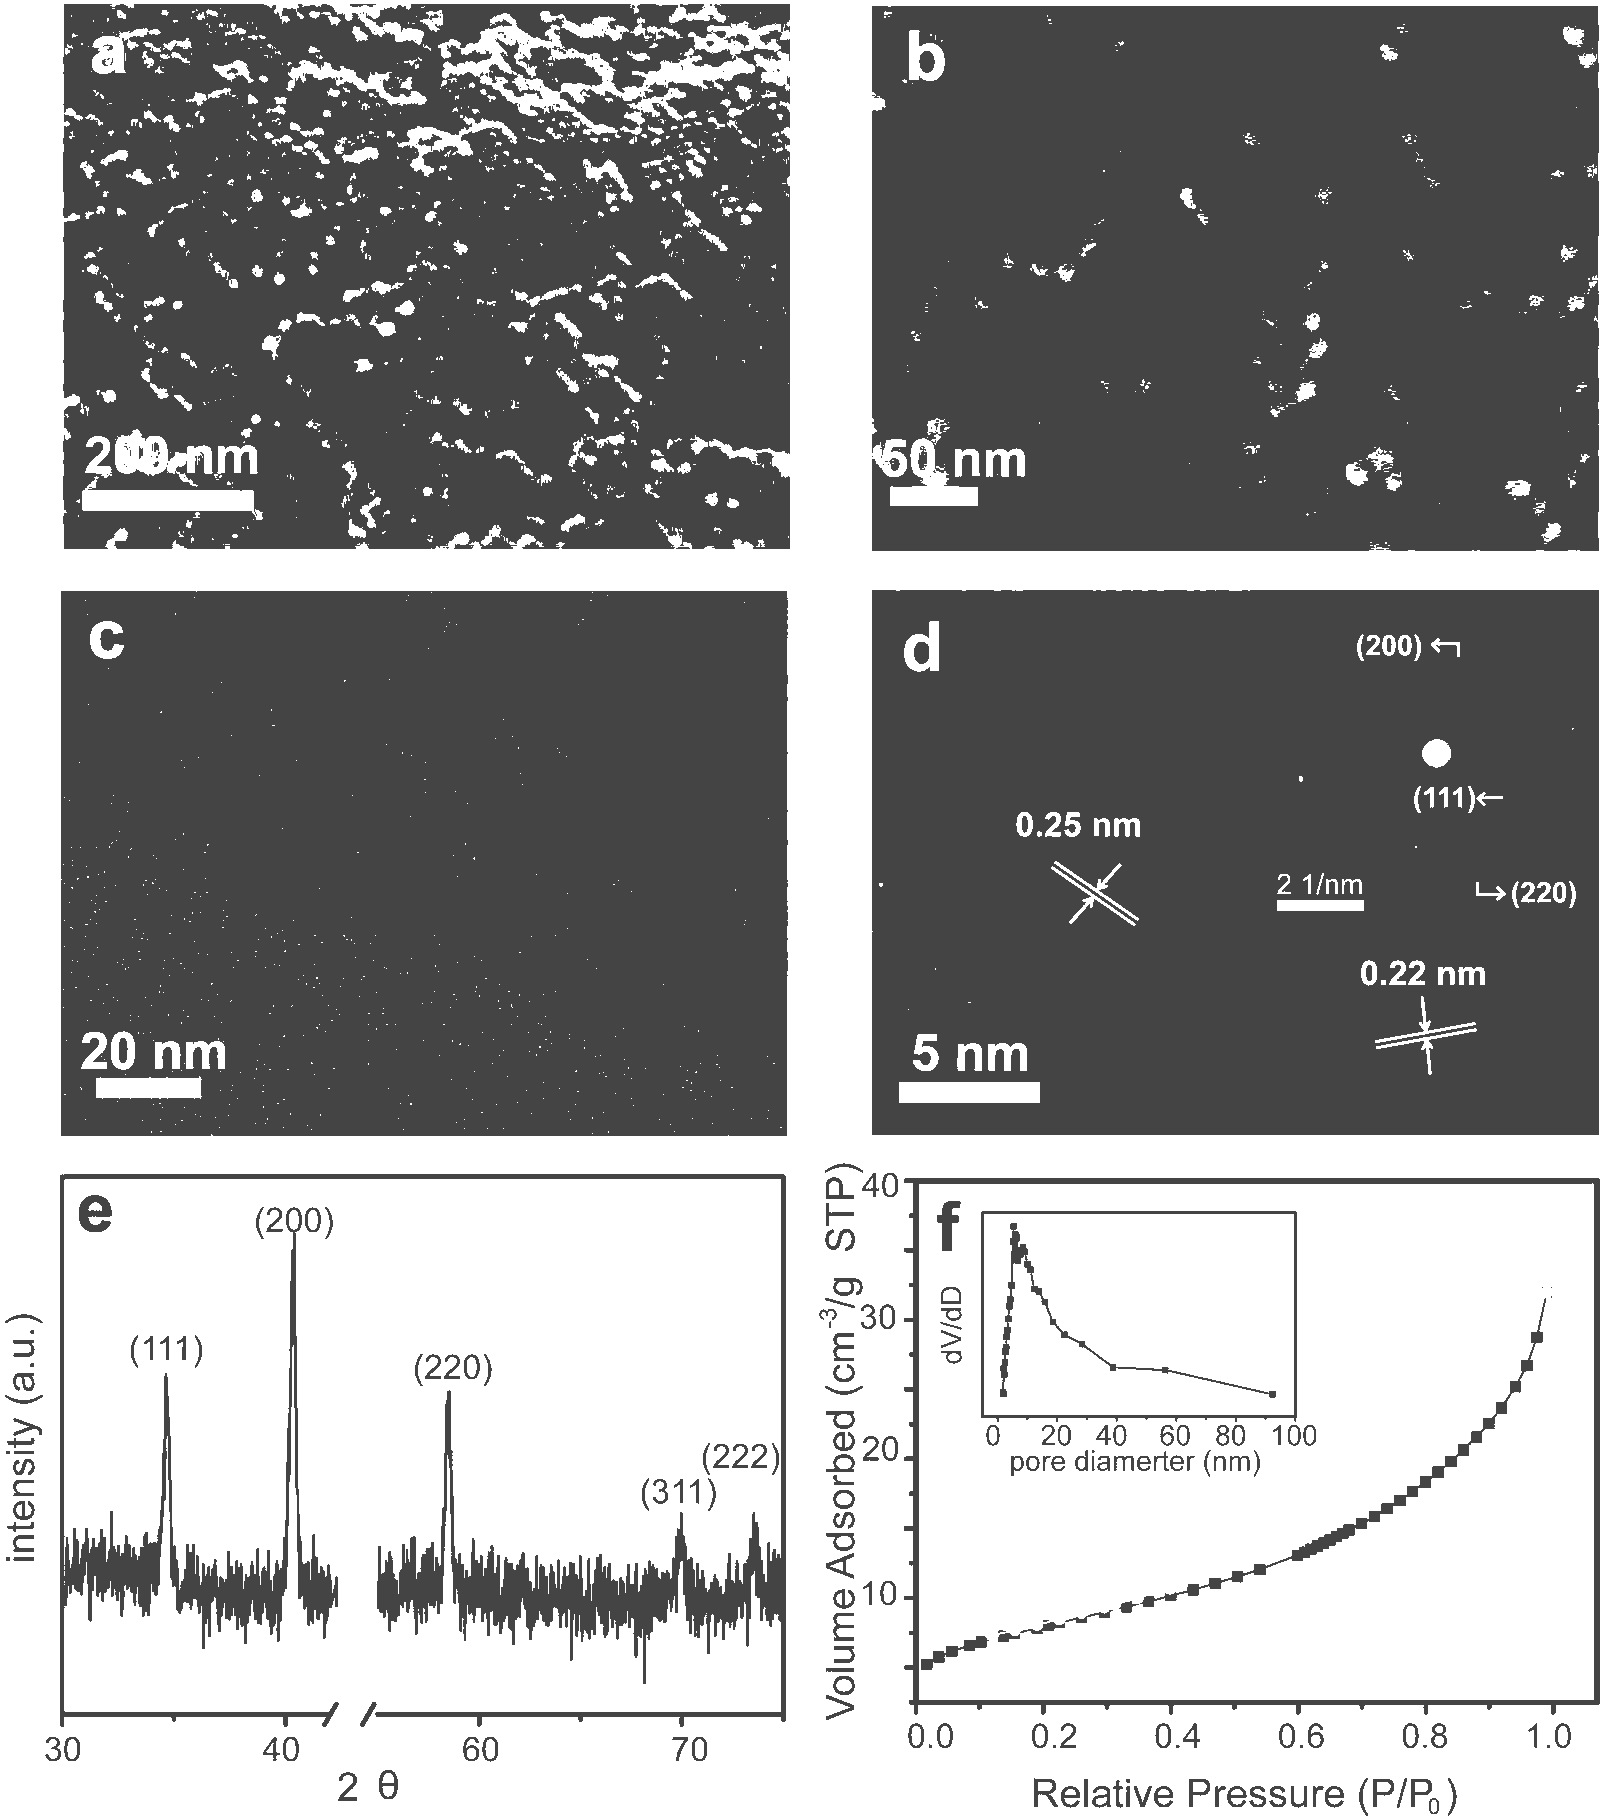 a
200 nm
b
50 nm
c
20 nm
d
(200)
(111)
0.25 nm
2 1/nm
(220)
0.22 nm
5 nm
e
(200)
(111)
(220)
(222)
(311)
intensity (a.u.)
30 40 60 70
2 θ
f
Volume Adsorbed (cm-3/g STP)
40
30
20
10
dV/dD
0 20 40 60 80 100
pore diamerter (nm)
0.0 0.2 0.4 0.6 0.8 1.0
Relative Pressure (P/P0)